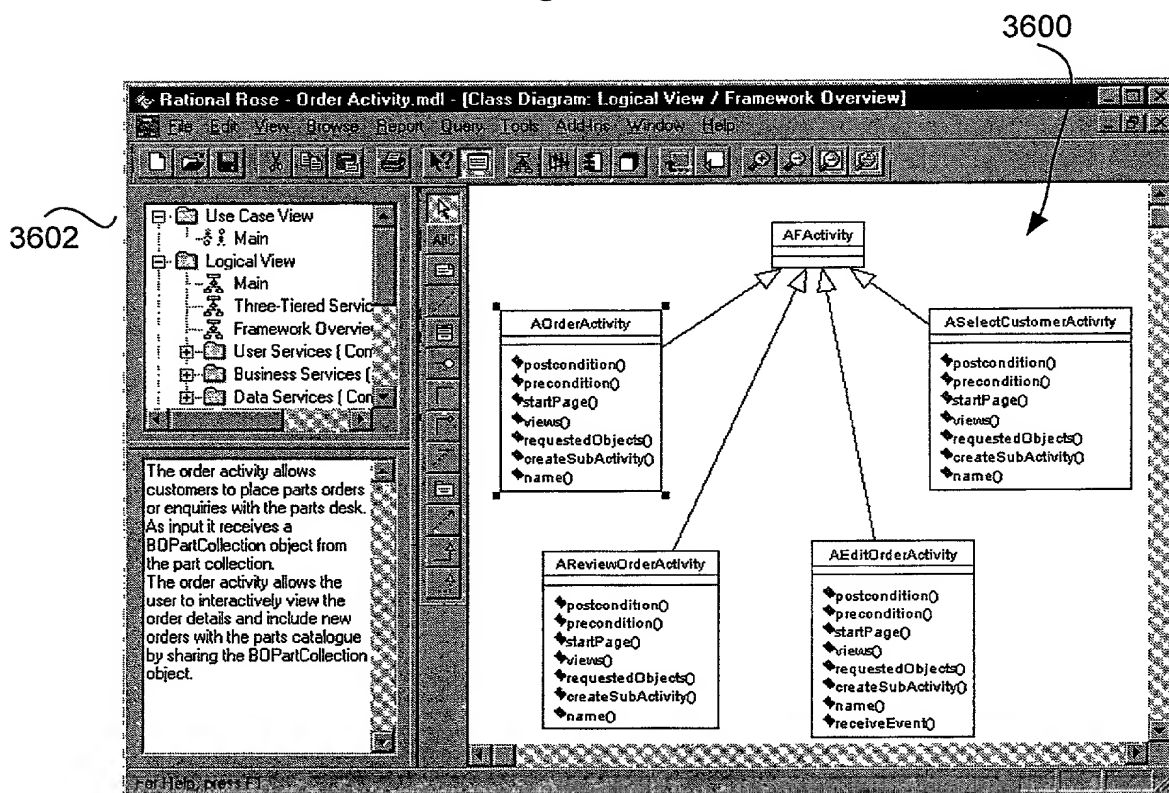 3600
Rational Rose - Order Activity.mdl - [Class Diagram: Logical View / Framework Overview]
File Edit View Browse Report Query Tools Add-Ins Window Help
3602
Use Case View
Main
Logical View
Main
Three-Tiered Servic
Framework Overvie
User Services ( Con
Business Services (
Data Services ( Con
The order activity allows
customers to place parts orders
or enquiries with the parts desk.
As input it receives a
BOPartCollection object from
the part collection.
The order activity allows the
user to interactively view the
order details and include new
orders with the parts catalogue
by sharing the BOPartCollection
object.
ABC
AFActivity
AOrderActivity
postcondition()
precondition()
startPage()
views()
requestedObjects()
createSubActivity()
name()
ASelectCustomerActivity
postcondition()
precondition()
startPage()
views()
requestedObjects()
createSubActivity()
name()
AReviewOrderActivity
postcondition()
precondition()
startPage()
views()
requestedObjects()
createSubActivity()
name()
AEditOrderActivity
postcondition()
precondition()
startPage()
views()
requestedObjects()
createSubActivity()
name()
receiveEvent()
For Help, press F1